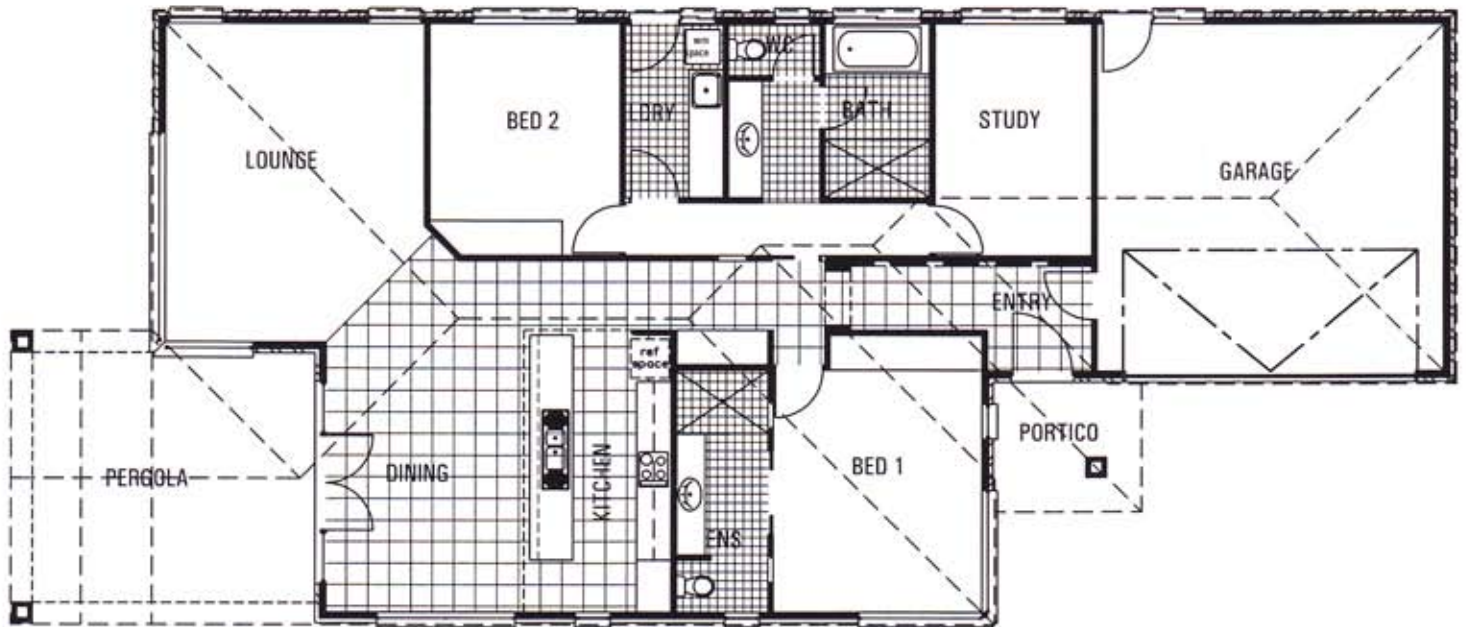 wm
space
WC
BED 2
LDRY
BATH
STUDY
LOUNGE
GARAGE
ENTRY
ref
space
PORTICO
PERGOLA
DINING
KITCHEN
BED 1
ENS